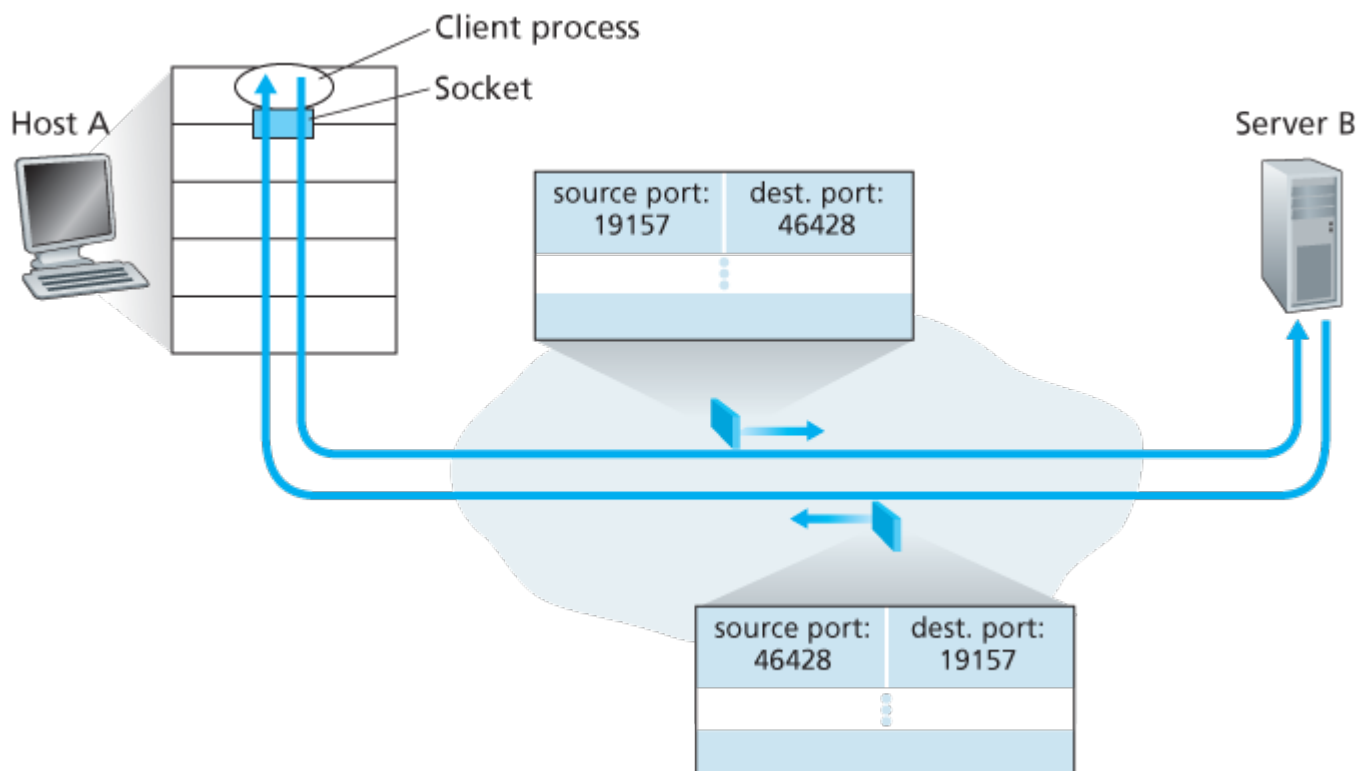 Client process
Socket
Host A
Server B
source port:
19157
dest. port:
46428
source port:
46428
dest. port:
19157